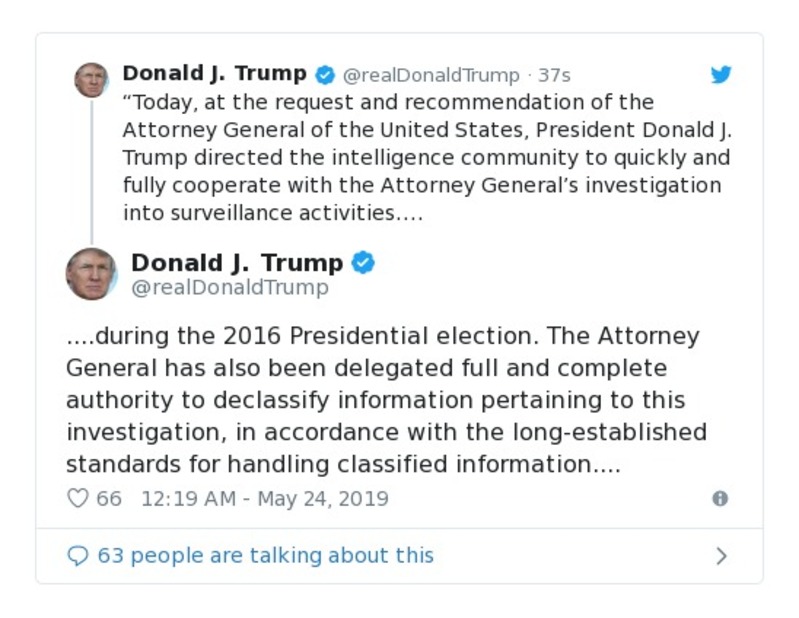 Donald J. Trump @realDonaldTrump · 37s
“Today, at the request and recommendation of the
Attorney General of the United States, President Donald J.
Trump directed the intelligence community to quickly and
fully cooperate with the Attorney General’s investigation
into surveillance activities....
Donald J. Trump
@realDonaldTrump
....during the 2016 Presidential election. The Attorney
General has also been delegated full and complete
authority to declassify information pertaining to this
investigation, in accordance with the long-established
standards for handling classified information....
66 12:19 AM - May 24, 2019
63 people are talking about this